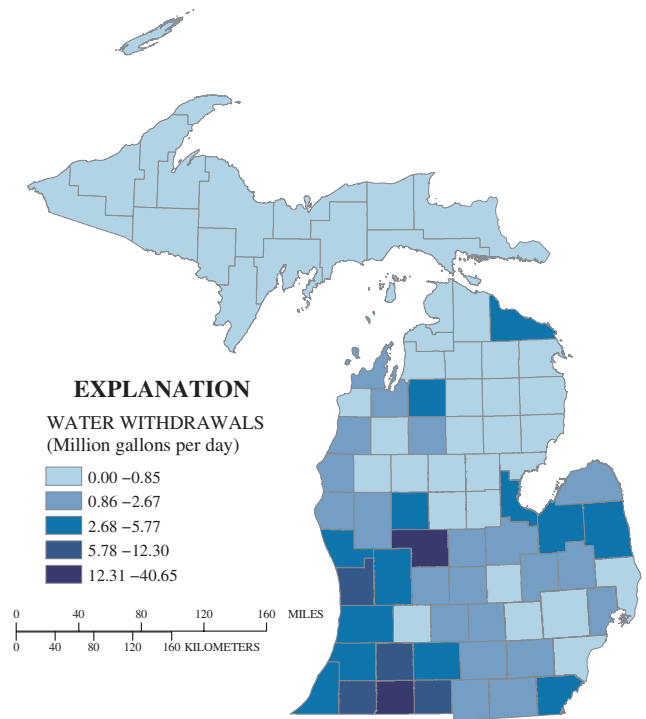 EXPLANATION
WATER WITHDRAWALS
(Million gallons per day)
0.00 –0.85
0.86 –2.67
2.68 –5.77
5.78 –12.30
12.31 –40.65
0 40 80 120 160 MILES
0 40 80 120 160 KILOMETERS